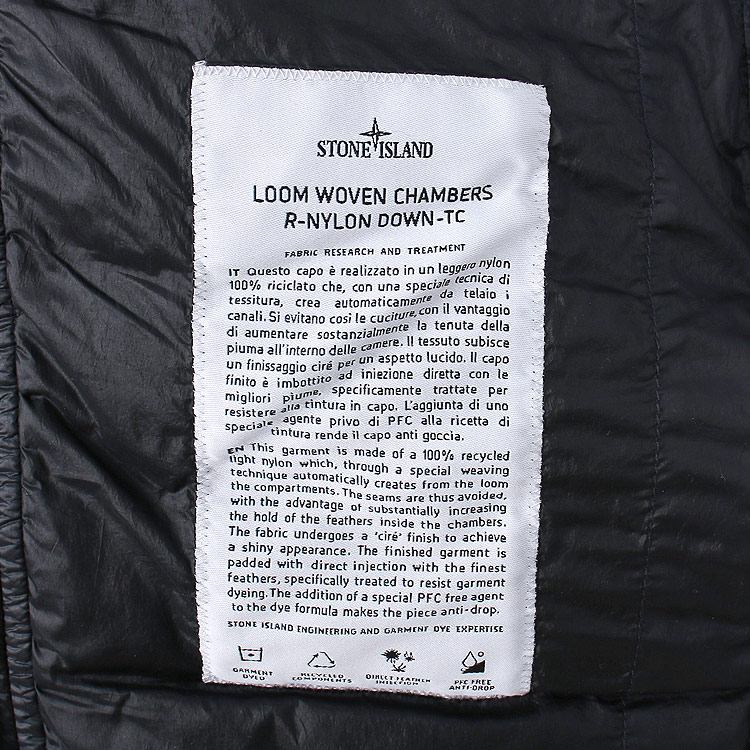 STONE ISLAND
LOOM WOVEN CHAMBERS
R-NYLON DOWN-TC
FABRIC RESEARCH AND TREATMENT
IT Questo capo è realizzato in un leggero nylon
100% riciclato che, con una speciale tecnica di
tessitura, crea automaticamente da telaio i
canali. Si evitano così le cuciture, con il vantaggio
di aumentare sostanzialmente la tenuta della
piuma all'interno delle camere. Il tessuto subisce
un finissaggio ciré per un aspetto lucido. Il capo
finito è imbottito ad iniezione diretta con le
migliori piume, specificamente trattate per
resistere alla tintura in capo. L'aggiunta di uno
speciale agente privo di PFC alla ricetta di
tintura rende il capo anti goccia.
EN This garment is made of a 100% recycled
light nylon which, through a special weaving
technique automatically creates from the loom
the compartments. The seams are thus avoided,
with the advantage of substantially increasing
the hold of the feathers inside the chambers.
The fabric undergoes a 'ciré' finish to achieve
a shiny appearance. The finished garment is
padded with direct injection with the finest
feathers, specifically treated to resist garment
dyeing. The addition of a special PFC free agent
to the dye formula makes the piece anti-drop.
STONE ISLAND ENGINEERING AND GARMENT DYE EXPERTISE
GARMENT DYED
RECYCLED COMPONENTS
DIRECT FEATHER INJECTION
PFC FREE ANTI-DROP